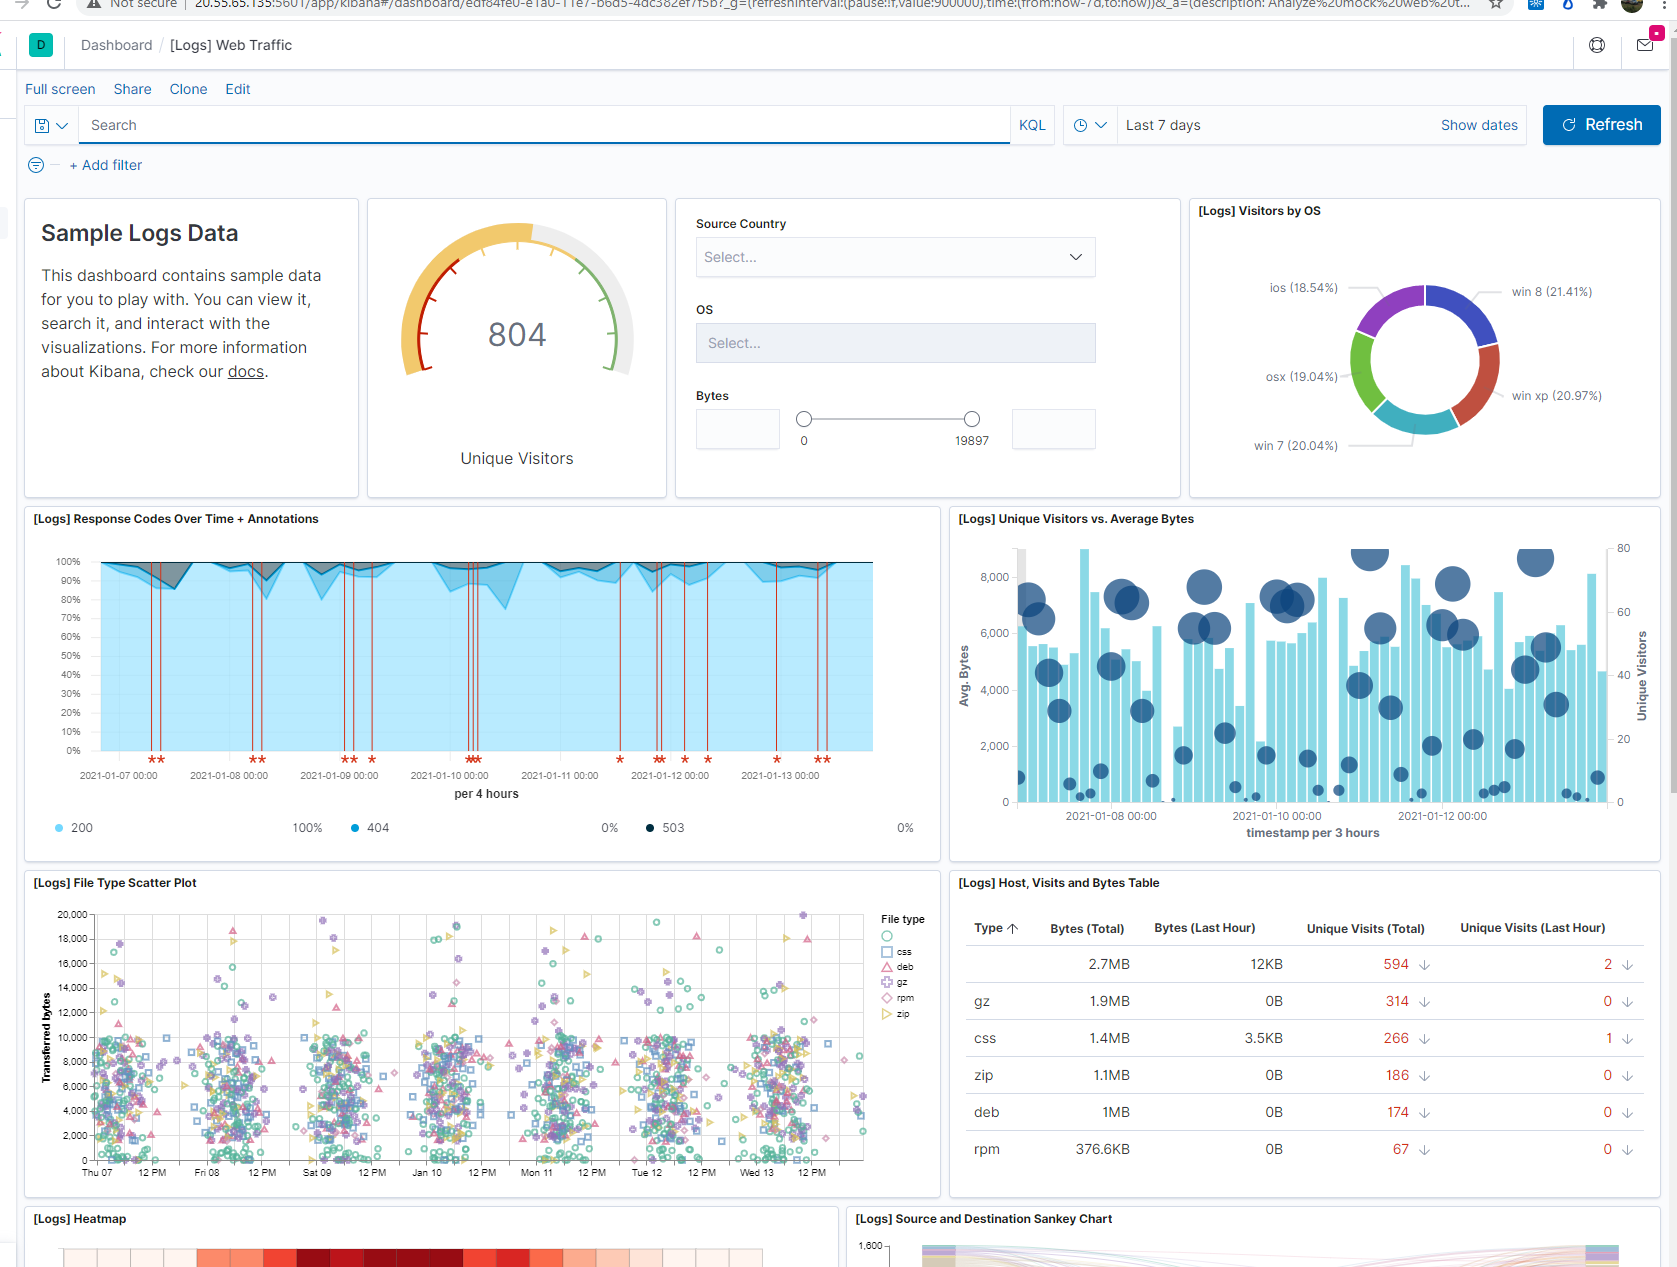 Not secure
20.55.65.135:5601/app/kibana#/dashboard/edf84fe0-e1a0-11e7-b6d5-4dc382ef7f5b?_g=(refreshInterval:(pause:!f,value:900000),time:(from:now-7d,to:now))&_a=(description:'Analyze%20mock%20web%20t...
D Dashboard / [Logs] Web Traffic
Full screen Share Clone Edit
Search KQL Last 7 days Show dates Refresh
+ Add filter
Sample Logs Data
This dashboard contains sample data
for you to play with. You can view it,
search it, and interact with the
visualizations. For more information
about Kibana, check our docs.
804
Unique Visitors
Source Country
Select...
OS
Select...
Bytes
0 19897
[Logs] Visitors by OS
ios (18.54%)
win 8 (21.41%)
osx (19.04%)
win xp (20.97%)
win 7 (20.04%)
[Logs] Response Codes Over Time + Annotations
100%
90%
80%
70%
60%
50%
40%
30%
20%
10%
0%
2021-01-07 00:00 2021-01-08 00:00 2021-01-09 00:00 2021-01-10 00:00 2021-01-11 00:00 2021-01-12 00:00 2021-01-13 00:00
per 4 hours
200 100% 404 0% 503 0%
[Logs] Unique Visitors vs. Average Bytes
Avg. Bytes
8,000
6,000
4,000
2,000
0
80
60
40
20
0
Unique Visitors
2021-01-08 00:00 2021-01-10 00:00 2021-01-12 00:00
timestamp per 3 hours
[Logs] File Type Scatter Plot
Transferred bytes
20,000
18,000
16,000
14,000
12,000
10,000
8,000
6,000
4,000
2,000
0
Thu 07 12 PM Fri 08 12 PM Sat 09 12 PM Jan 10 12 PM Mon 11 12 PM Tue 12 12 PM Wed 13 12 PM
File type
css
deb
gz
rpm
zip
[Logs] Host, Visits and Bytes Table
Type Bytes (Total) Bytes (Last Hour) Unique Visits (Total) Unique Visits (Last Hour)
2.7MB 12KB 594 2
gz 1.9MB 0B 314 0
css 1.4MB 3.5KB 266 1
zip 1.1MB 0B 186 0
deb 1MB 0B 174 0
rpm 376.6KB 0B 67 0
[Logs] Heatmap
[Logs] Source and Destination Sankey Chart
1,600